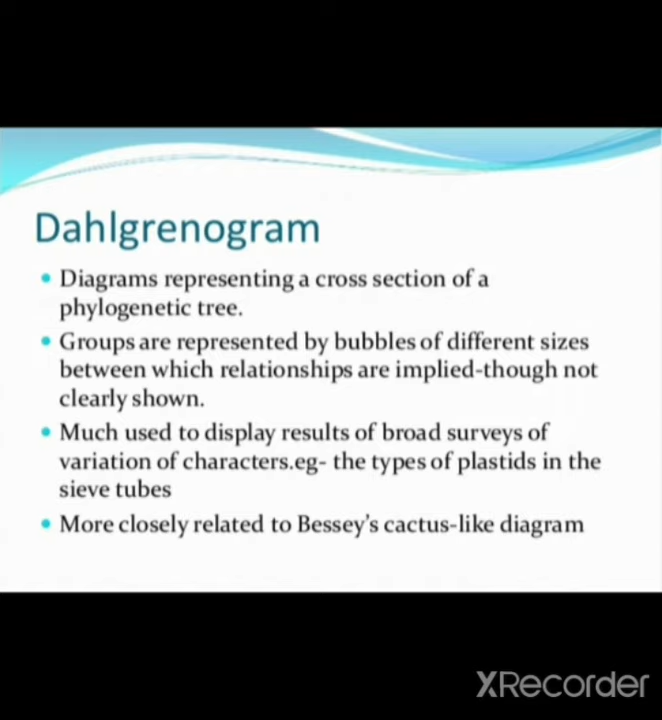 Dahlgrenogram
• Diagrams representing a cross section of a
phylogenetic tree.
• Groups are represented by bubbles of different sizes
between which relationships are implied-though not
clearly shown.
• Much used to display results of broad surveys of
variation of characters.eg- the types of plastids in the
sieve tubes
• More closely related to Bessey's cactus-like diagram
XRecorder